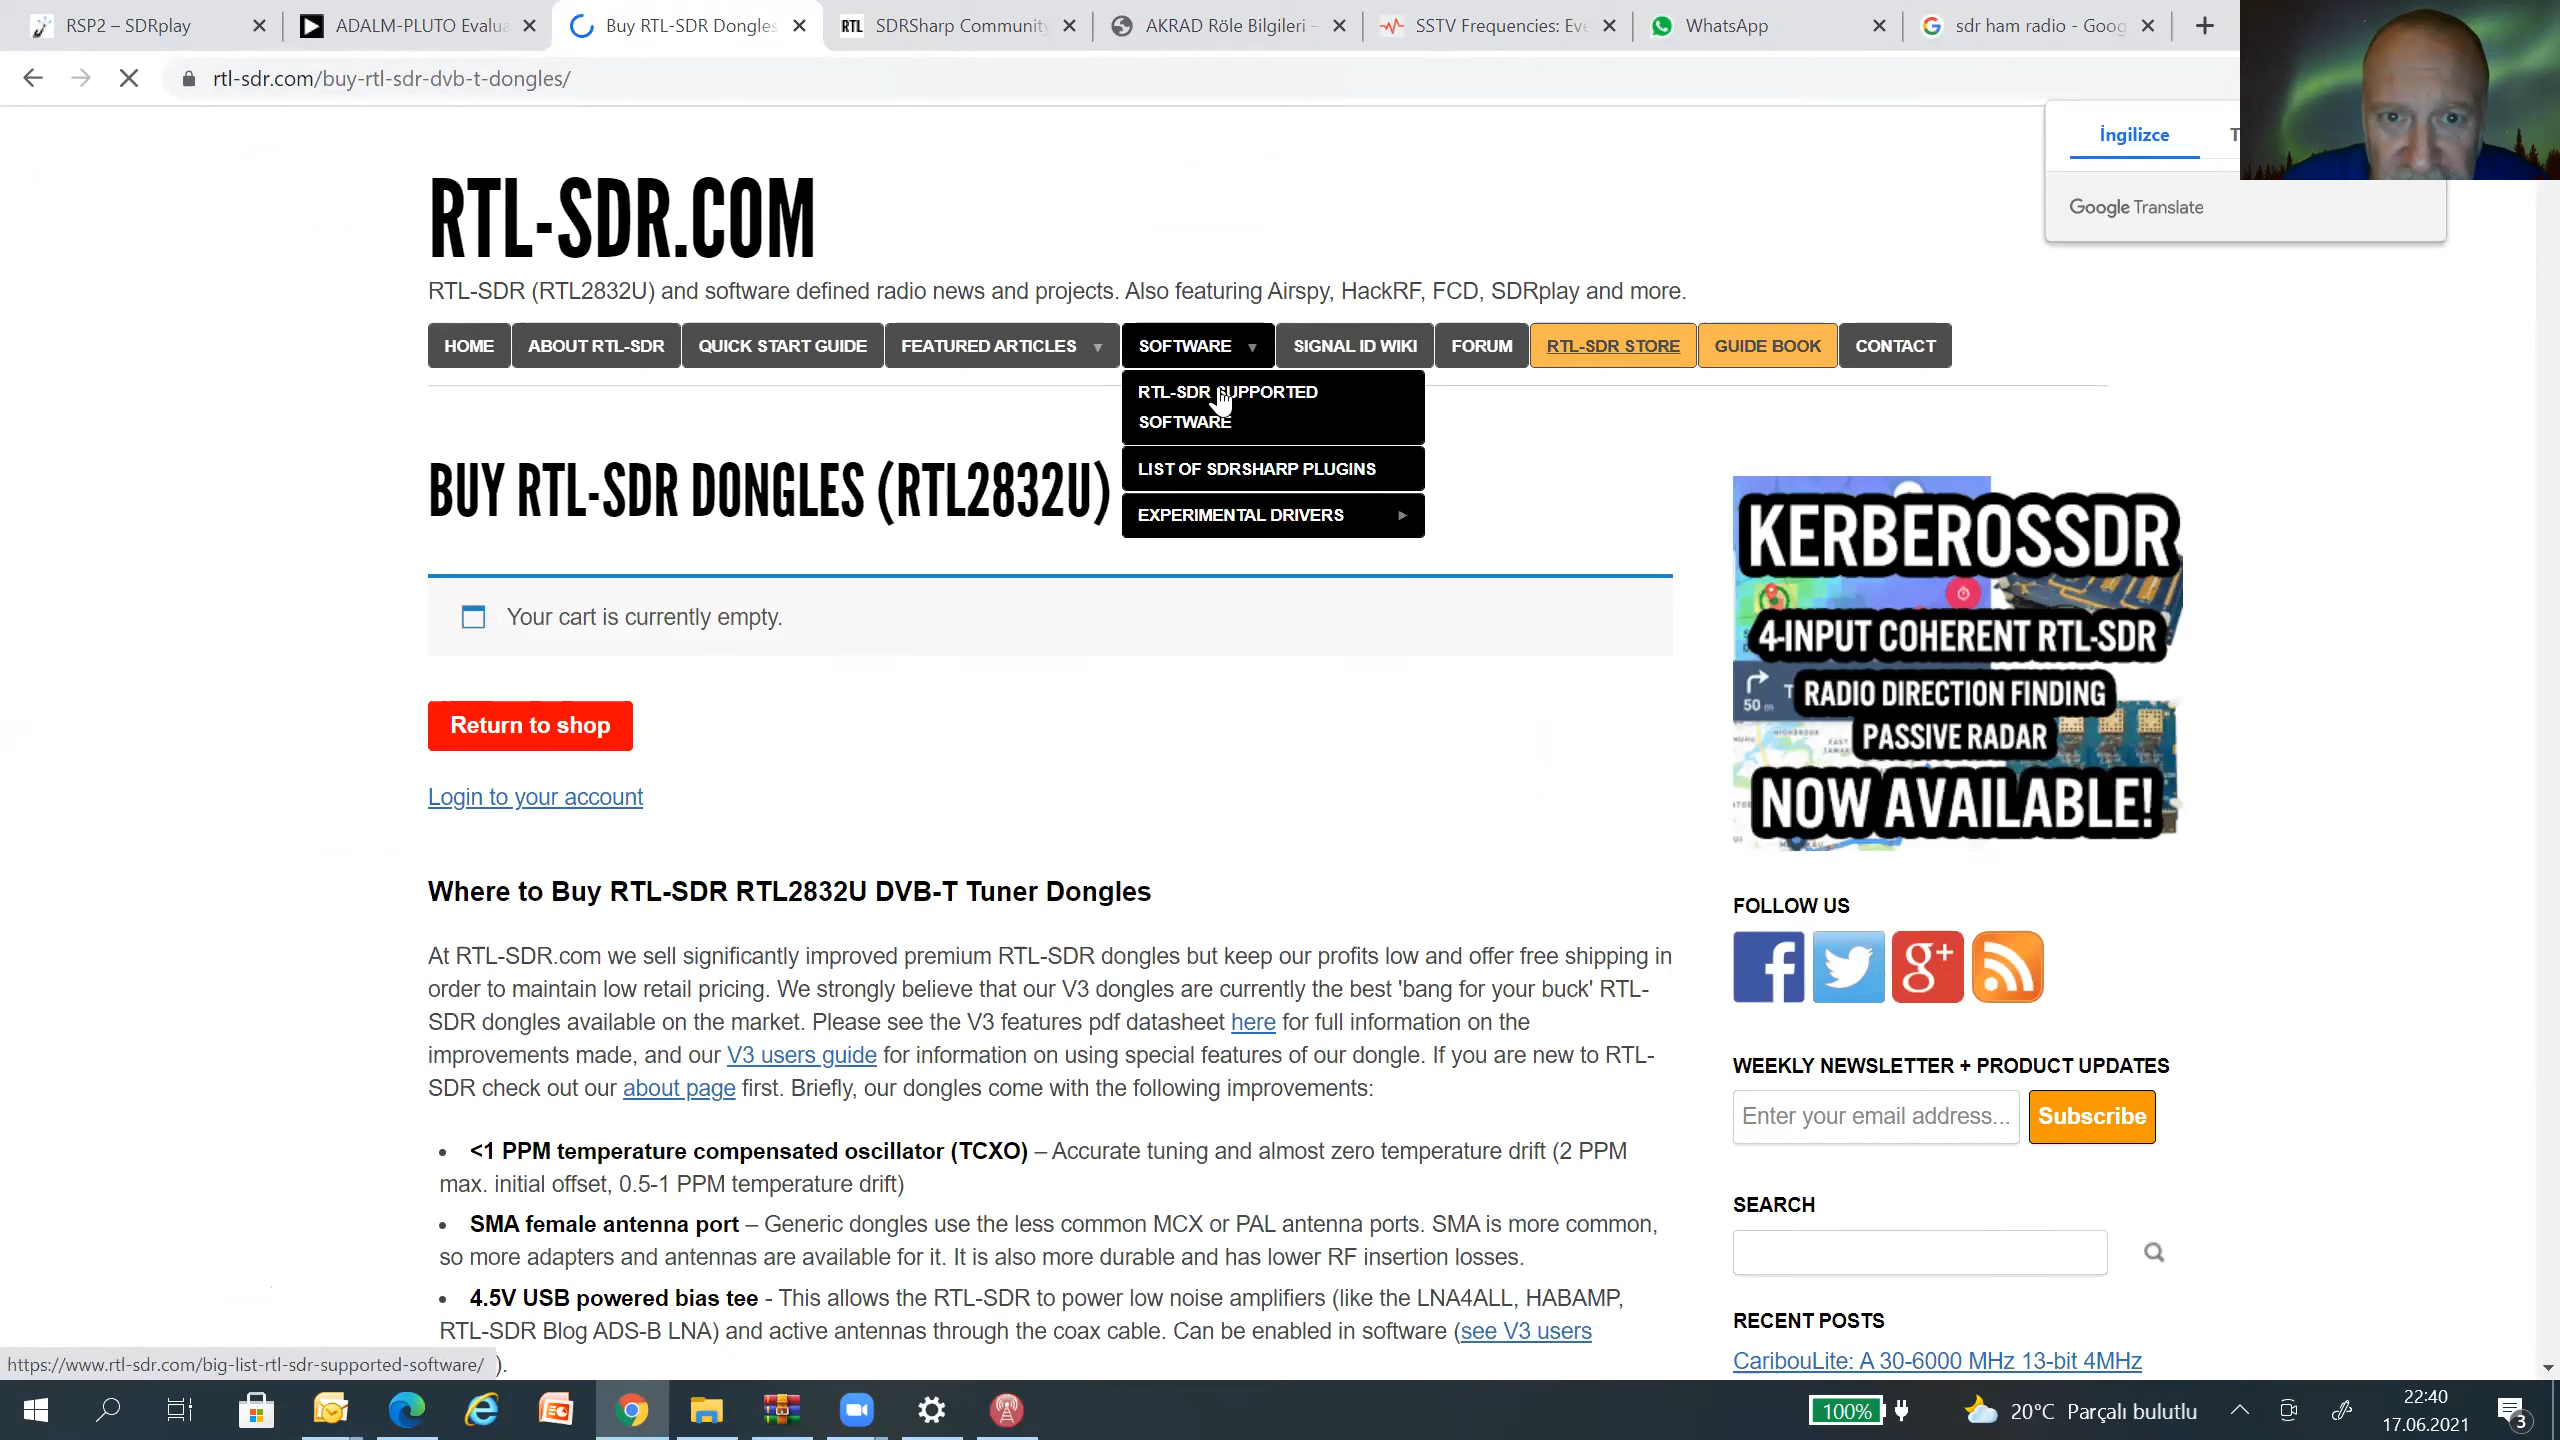 RSP2 – SDRplay
ADALM-PLUTO Evalua
Buy RTL-SDR Dongles
SDRSharp Community
AKRAD Röle Bilgileri –
SSTV Frequencies: Eve
WhatsApp
sdr ham radio - Goog
rtl-sdr.com/buy-rtl-sdr-dvb-t-dongles/
İngilizce
Google Translate
RTL-SDR.COM
RTL-SDR (RTL2832U) and software defined radio news and projects. Also featuring Airspy, HackRF, FCD, SDRplay and more.
HOME
ABOUT RTL-SDR
QUICK START GUIDE
FEATURED ARTICLES
SOFTWARE
SIGNAL ID WIKI
FORUM
RTL-SDR STORE
GUIDE BOOK
CONTACT
RTL-SDR SUPPORTED
SOFTWARE
LIST OF SDRSHARP PLUGINS
EXPERIMENTAL DRIVERS
BUY RTL-SDR DONGLES (RTL2832U)
Your cart is currently empty.
Return to shop
Login to your account
Where to Buy RTL-SDR RTL2832U DVB-T Tuner Dongles
At RTL-SDR.com we sell significantly improved premium RTL-SDR dongles but keep our profits low and offer free shipping in
order to maintain low retail pricing. We strongly believe that our V3 dongles are currently the best 'bang for your buck' RTL-
SDR dongles available on the market. Please see the V3 features pdf datasheet here for full information on the
improvements made, and our V3 users guide for information on using special features of our dongle. If you are new to RTL-
SDR check out our about page first. Briefly, our dongles come with the following improvements:
• <1 PPM temperature compensated oscillator (TCXO) – Accurate tuning and almost zero temperature drift (2 PPM
max. initial offset, 0.5-1 PPM temperature drift)
• SMA female antenna port – Generic dongles use the less common MCX or PAL antenna ports. SMA is more common,
so more adapters and antennas are available for it. It is also more durable and has lower RF insertion losses.
• 4.5V USB powered bias tee - This allows the RTL-SDR to power low noise amplifiers (like the LNA4ALL, HABAMP,
RTL-SDR Blog ADS-B LNA) and active antennas through the coax cable. Can be enabled in software (see V3 users
).
https://www.rtl-sdr.com/big-list-rtl-sdr-supported-software/
KERBEROSSDR
4-INPUT COHERENT RTL-SDR
RADIO DIRECTION FINDING
50 m
PASSIVE RADAR
NOW AVAILABLE!
FOLLOW US
WEEKLY NEWSLETTER + PRODUCT UPDATES
Enter your email address...
Subscribe
SEARCH
RECENT POSTS
CaribouLite: A 30-6000 MHz 13-bit 4MHz
100%
20°C Parçalı bulutlu
22:40
17.06.2021
3